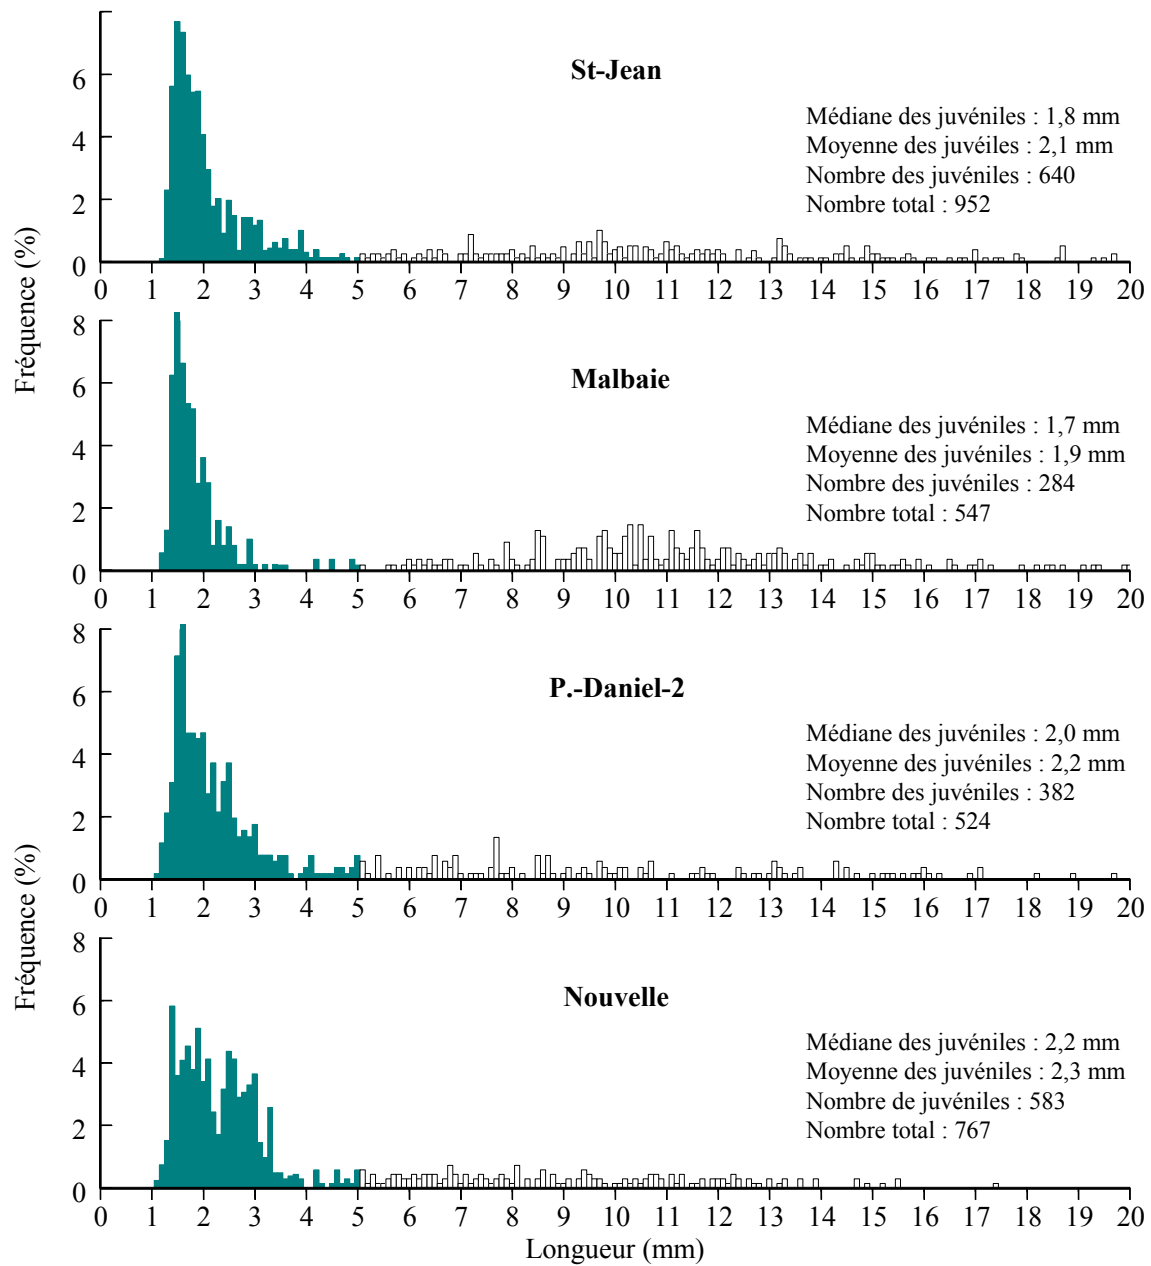 St-Jean
Médiane des juvéniles : 1,8 mm
Moyenne des juvéiles : 2,1 mm
Nombre des juvéniles : 640
Nombre total : 952
6
4
2
0
0 1 2 3 4 5 6 7 8 9 10 11 12 13 14 15 16 17 18 19 20
Fréquence (%)
Malbaie
Médiane des juvéniles : 1,7 mm
Moyenne des juvéniles : 1,9 mm
Nombre des juvéniles : 284
Nombre total : 547
8
6
4
2
0
0 1 2 3 4 5 6 7 8 9 10 11 12 13 14 15 16 17 18 19 20
P.-Daniel-2
Médiane des juvéniles : 2,0 mm
Moyenne des juvéniles : 2,2 mm
Nombre des juvéniles : 382
Nombre total : 524
8
6
4
2
0
0 1 2 3 4 5 6 7 8 9 10 11 12 13 14 15 16 17 18 19 20
Fréquence (%)
Nouvelle
Médiane des juvéniles : 2,2 mm
Moyenne des juvéniles : 2,3 mm
Nombre de juvéniles : 583
Nombre total : 767
8
6
4
2
0
0 1 2 3 4 5 6 7 8 9 10 11 12 13 14 15 16 17 18 19 20
Longueur (mm)